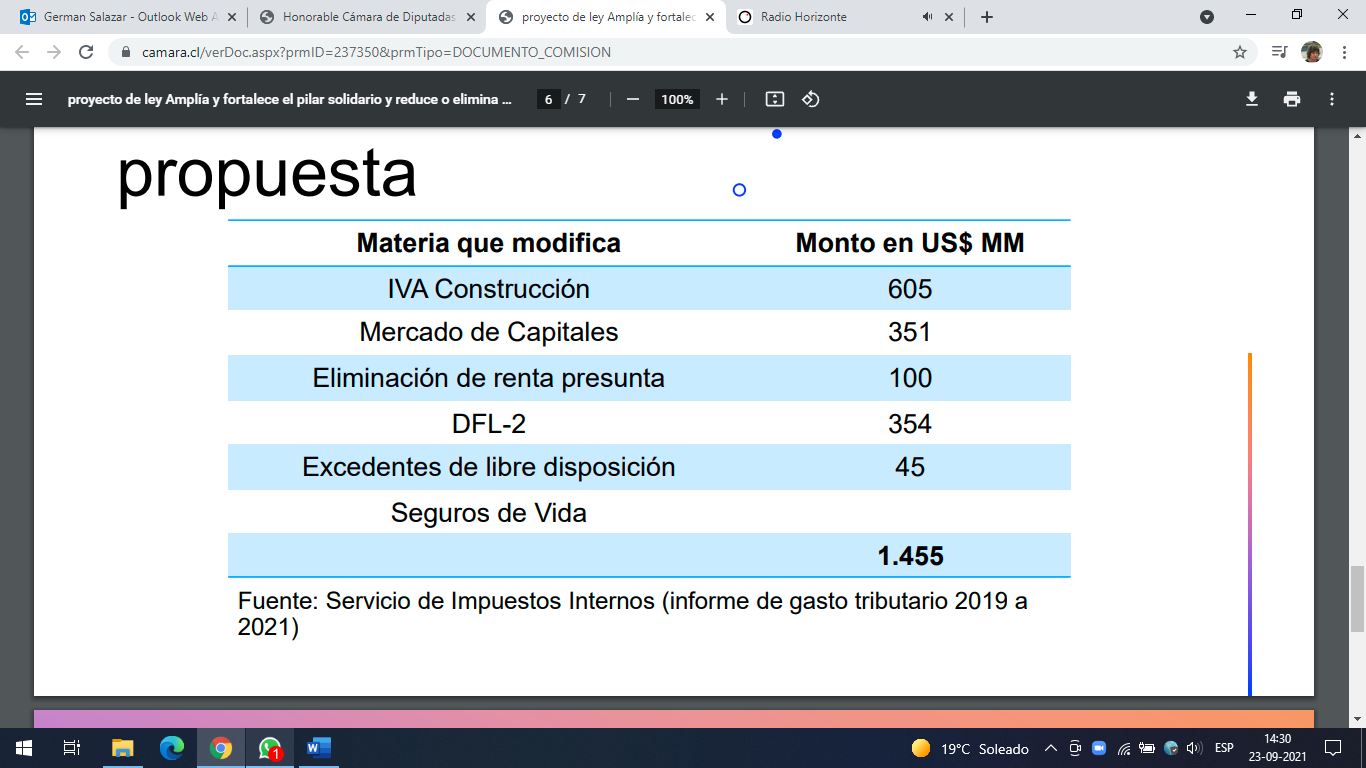 German Salazar - Outlook Web A
Honorable Cámara de Diputadas
proyecto de ley Amplía y fortalec
Radio Horizonte
camara.cl/verDoc.aspx?prmID=237350&prmTipo=DOCUMENTO_COMISION
proyecto de ley Amplía y fortalece el pilar solidario y reduce o elimina ...
6 / 7
100%
propuesta
Materia que modifica Monto en US$ MM
IVA Construcción 605
Mercado de Capitales 351
Eliminación de renta presunta 100
DFL-2 354
Excedentes de libre disposición 45
Seguros de Vida
1.455
Fuente: Servicio de Impuestos Internos (informe de gasto tributario 2019 a
2021)
1
W
19°C Soleado
ESP
14:30
23-09-2021